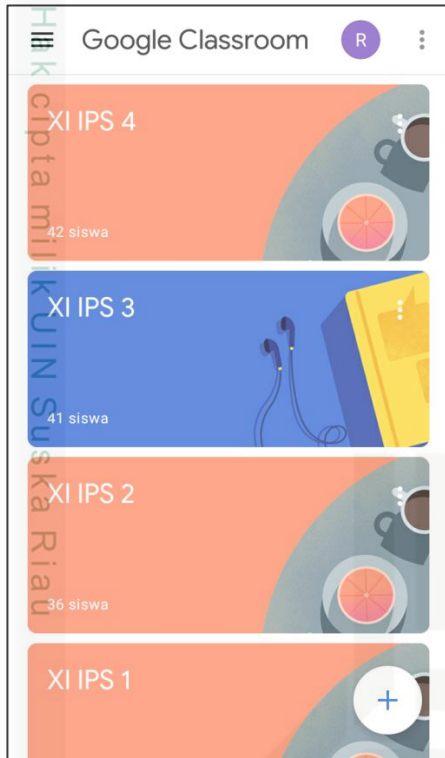 Google Classroom
R
XI IPS 4
42 siswa
XI IPS 3
41 siswa
XI IPS 2
36 siswa
XI IPS 1
Hak cipta milik UIN Suska Riau